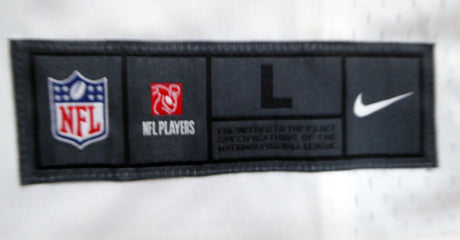 NFL
NFL PLAYERS
L
ENGINEERED TO THE EXACT
SPECIFICATIONS OF THE
NATIONAL FOOTBALL LEAGUE